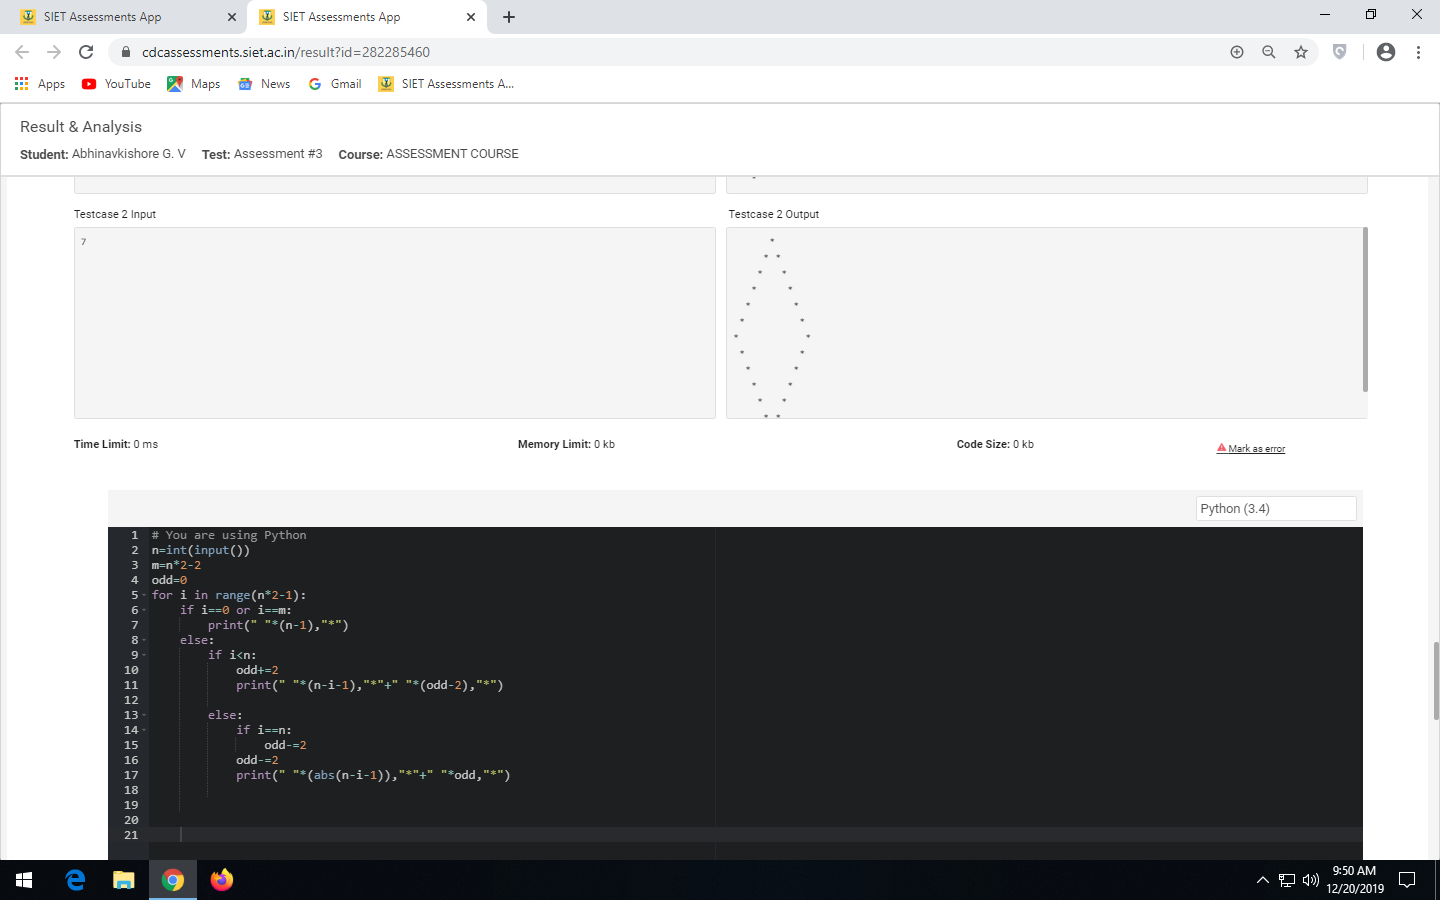 SIET Assessments App
SIET Assessments App
cdcassessments.siet.ac.in/result?id=282285460
Apps YouTube Maps News Gmail SIET Assessments A...
Result & Analysis
Student: Abhinavkishore G. V Test: Assessment #3 Course: ASSESSMENT COURSE
*
Testcase 2 Input Testcase 2 Output
7
*
* *
* *
* *
* *
* *
* *
* *
* *
* *
* *
* *
Time Limit: 0 ms Memory Limit: 0 kb Code Size: 0 kb Mark as error
Python (3.4)
1 # You are using Python
2 n=int(input())
3 m=n*2-2
4 odd=0
5 for i in range(n*2-1):
6     if i==0 or i==m:
7         print(" "*(n-1),"*")
8     else:
9         if i<n:
10             odd+=2
11             print(" "*(n-i-1),"*"+" "*(odd-2),"*")
12
13         else:
14             if i==n:
15                 odd-=2
16             odd-=2
17             print(" "*(abs(n-i-1)),"*"+" "*odd,"*")
18
19
20
21
9:50 AM
12/20/2019